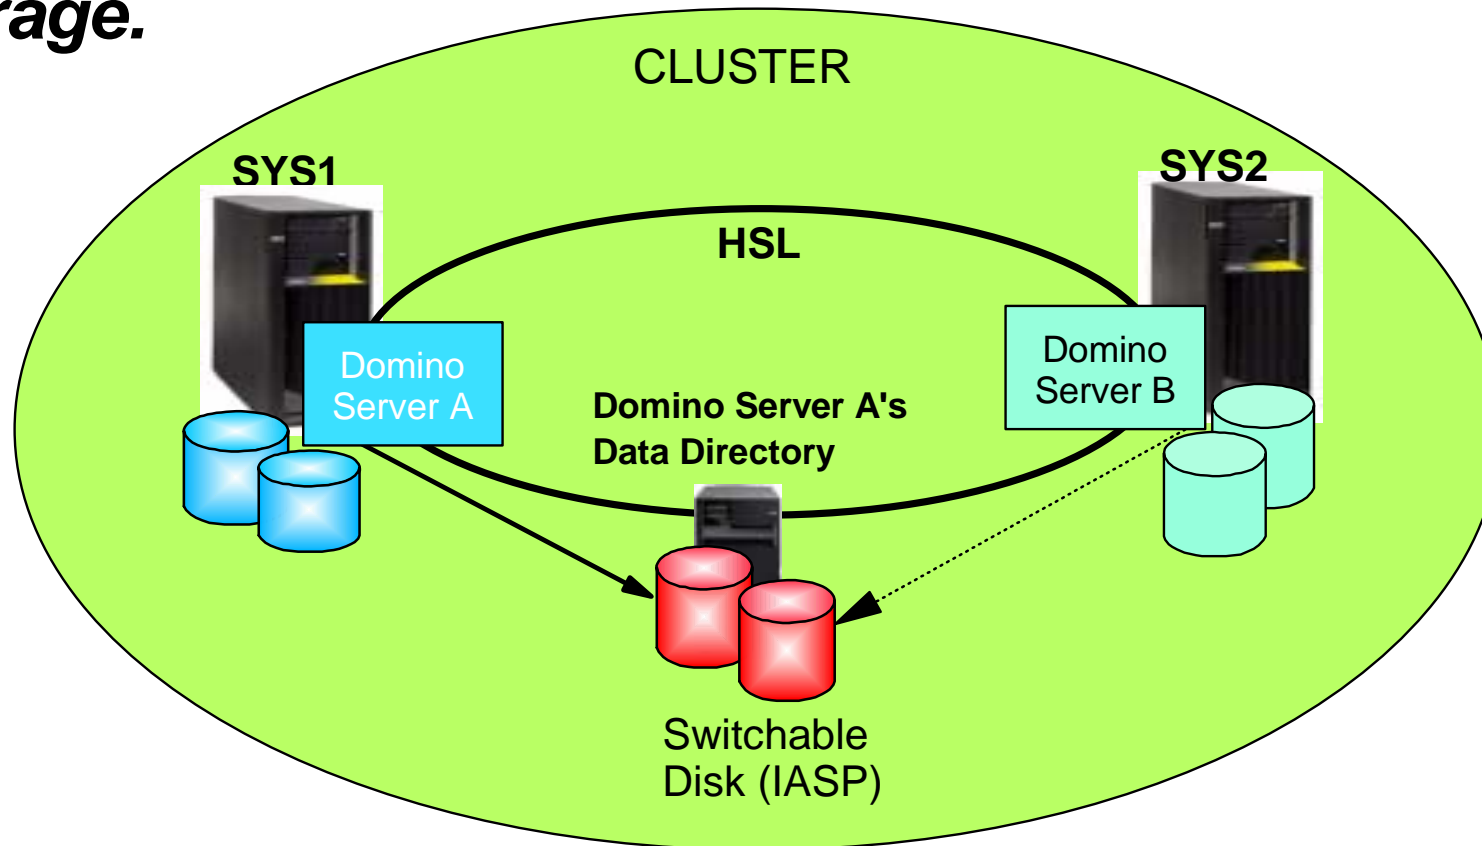 rage.
CLUSTER
SYS1
SYS2
HSL
Domino
Server A
Domino
Server B
Domino Server A's
Data Directory
Switchable
Disk (IASP)